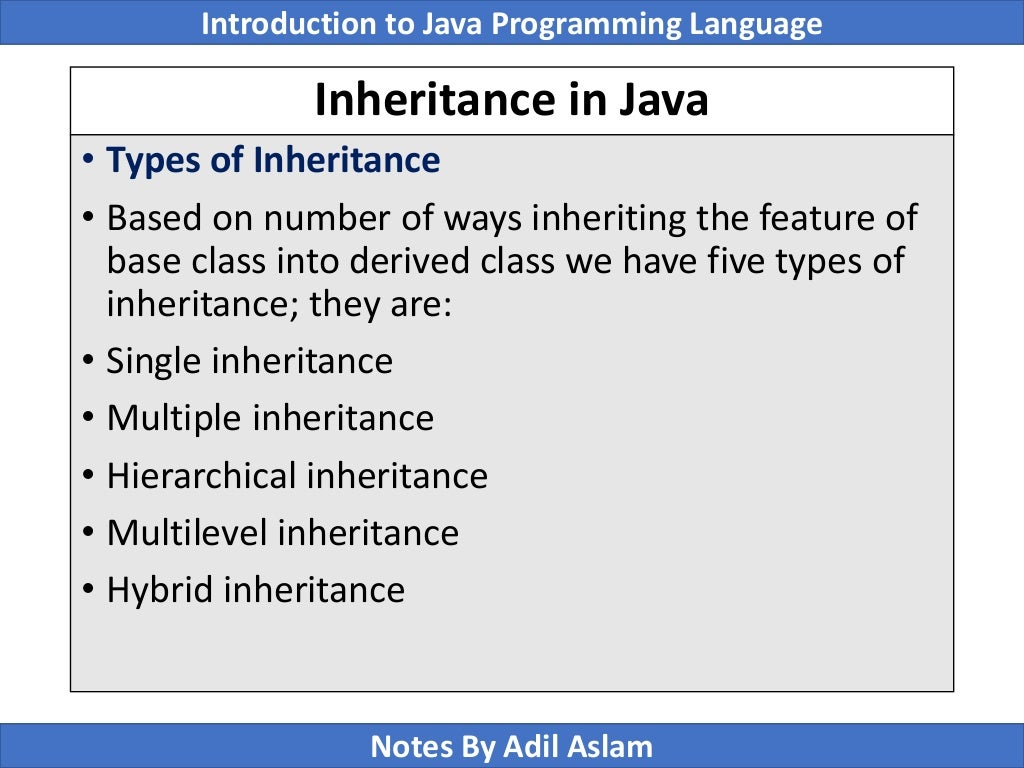 Introduction to Java Programming Language
Inheritance in Java
• Types of Inheritance
• Based on number of ways inheriting the feature of
base class into derived class we have five types of
inheritance; they are:
• Single inheritance
• Multiple inheritance
• Hierarchical inheritance
• Multilevel inheritance
• Hybrid inheritance
Notes By Adil Aslam